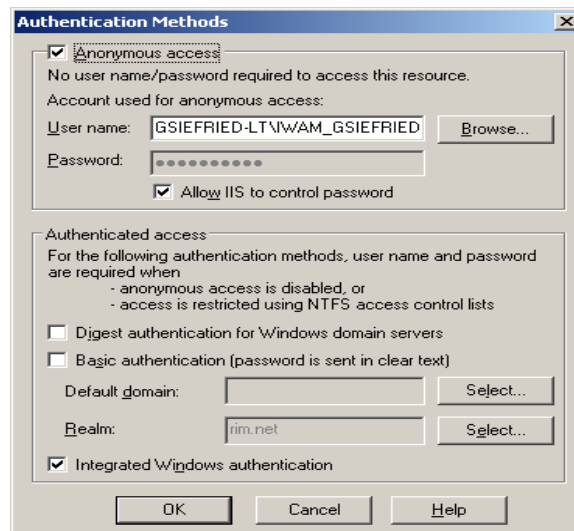 Authentication Methods
Anonymous access
No user name/password required to access this resource.
Account used for anonymous access:
User name: GSIEFRIED-LT\IWAM_GSIEFRIED Browse...
Password: ●●●●●●●●●●
Allow IIS to control password
Authenticated access
For the following authentication methods, user name and password
are required when
- anonymous access is disabled, or
- access is restricted using NTFS access control lists
Digest authentication for Windows domain servers
Basic authentication (password is sent in clear text)
Default domain: Select...
Realm: rim.net Select...
Integrated Windows authentication
OK Cancel Help